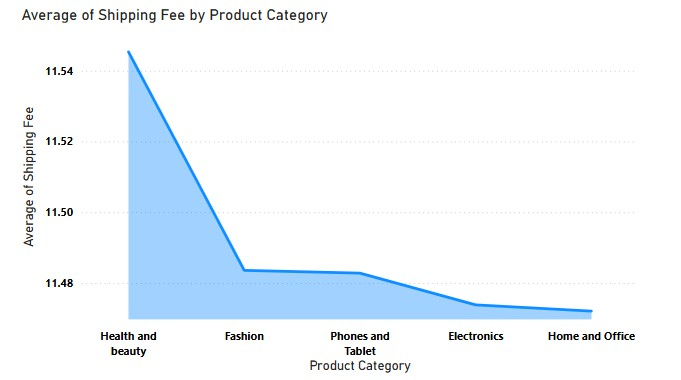 Average of Shipping Fee by Product Category
Average of Shipping Fee
11.54
11.52
11.50
11.48
Health and
beauty
Fashion
Phones and
Tablet
Electronics
Home and Office
Product Category